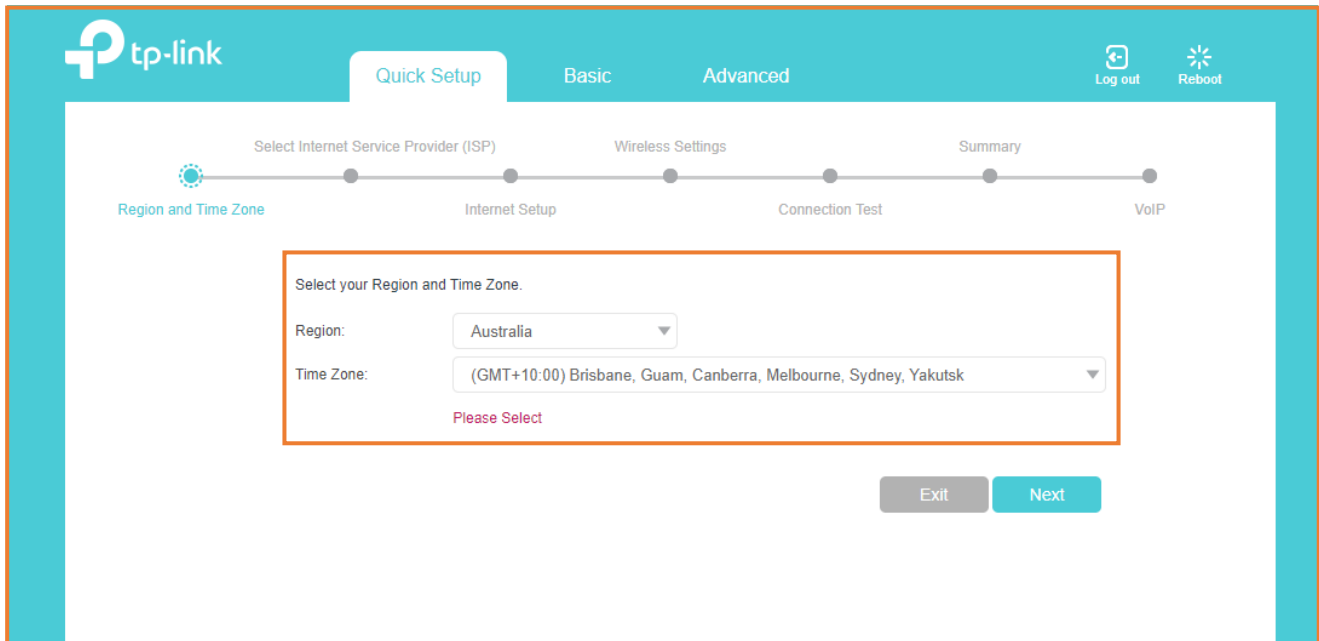 tp-link
Quick Setup Basic Advanced Log out Reboot
Select Internet Service Provider (ISP) Wireless Settings Summary
Region and Time Zone Internet Setup Connection Test VoIP
Select your Region and Time Zone.
Region: Australia
Time Zone: (GMT+10:00) Brisbane, Guam, Canberra, Melbourne, Sydney, Yakutsk
Please Select
Exit Next